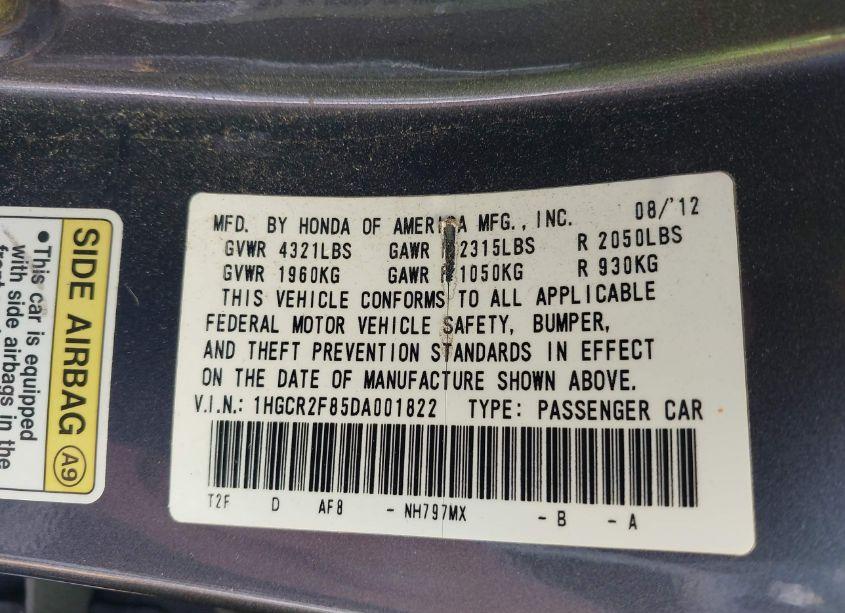 SIDE AIRBAG A9
•This car is equipped
with side airbags in the
MFD. BY HONDA OF AMERICA MFG., INC. 08/'12
GVWR 4321LBS GAWR 2315LBS R 2050LBS
GVWR 1960KG GAWR 1050KG R 930KG
THIS VEHICLE CONFORMS TO ALL APPLICABLE
FEDERAL MOTOR VEHICLE SAFETY, BUMPER,
AND THEFT PREVENTION STANDARDS IN EFFECT
ON THE DATE OF MANUFACTURE SHOWN ABOVE.
V.I.N.: 1HGCR2F85DA001822 TYPE: PASSENGER CAR
T2F D AF8 - NH797MX - B - A